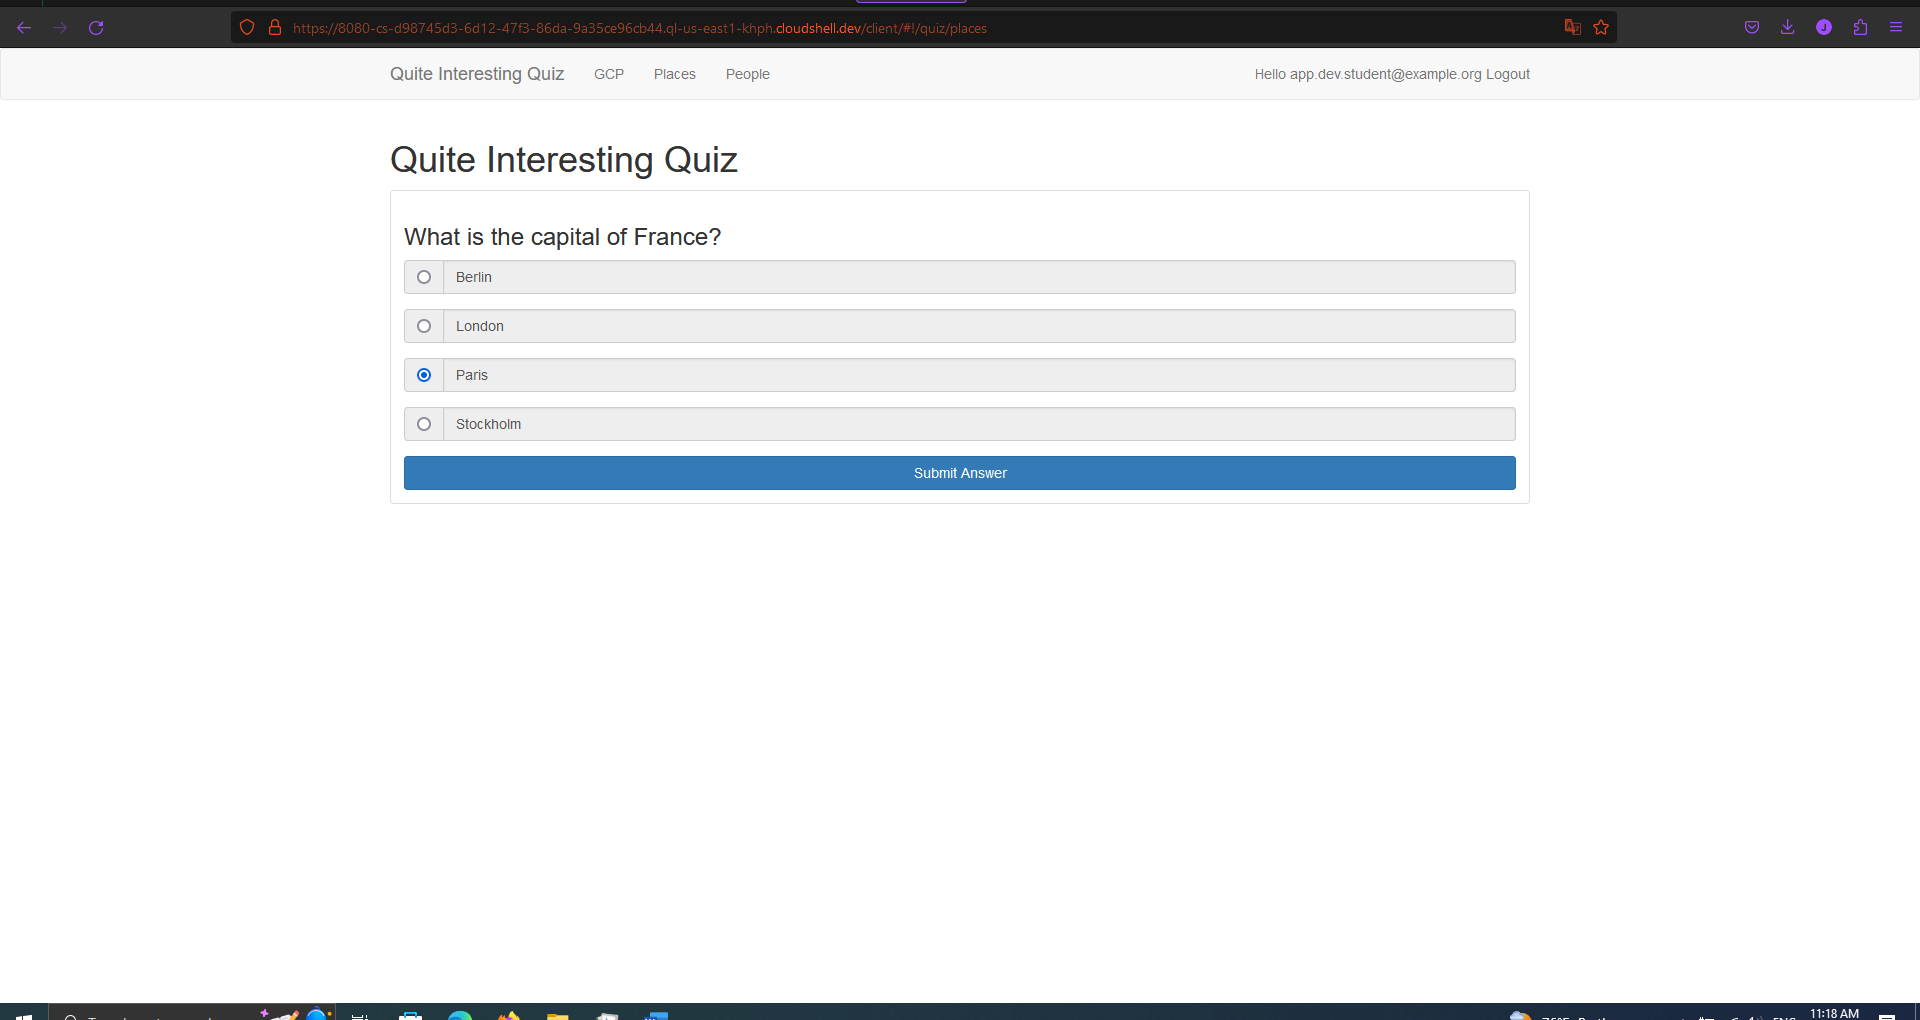 https://8080-cs-d98745d3-6d12-47f3-86da-9a35ce96cb44.ql-us-east1-khph.cloudshell.dev/client/#!/quiz/places
J
Quite Interesting Quiz GCP Places People Hello app.dev.student@example.org Logout
Quite Interesting Quiz
What is the capital of France?
Berlin
London
Paris
Stockholm
Submit Answer
11:18 AM